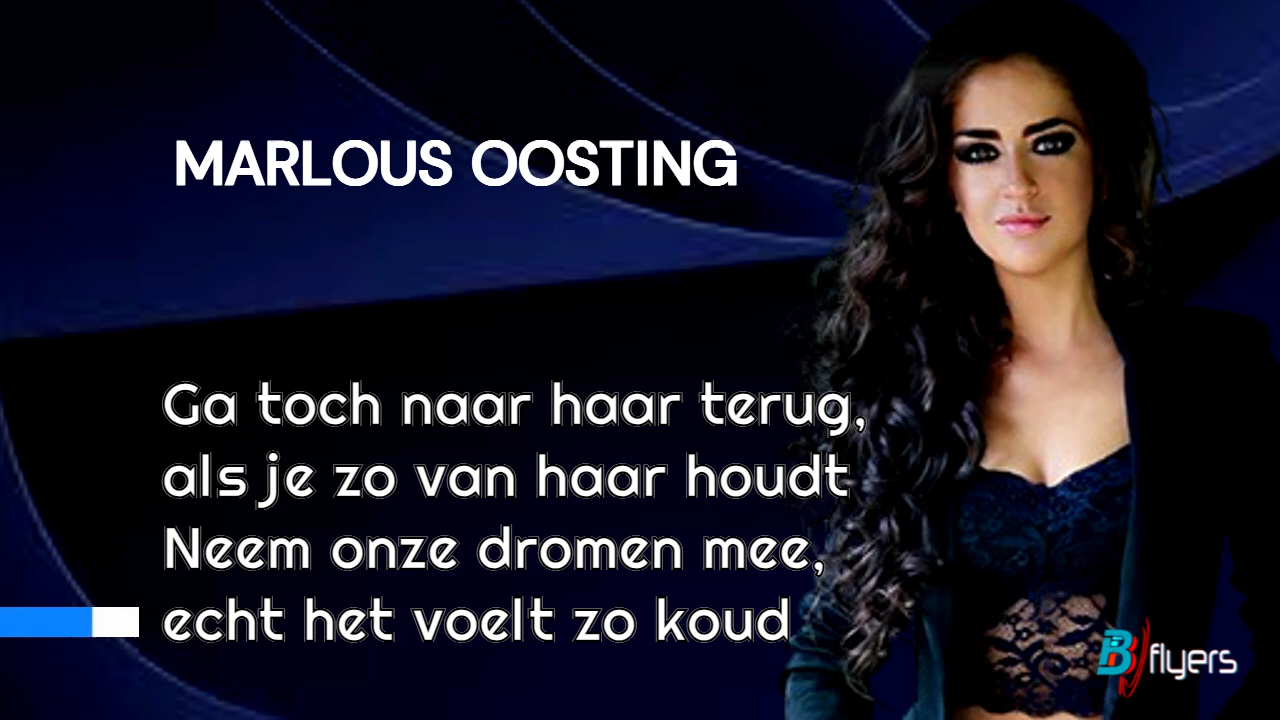 MARLOUS OOSTING
Ga toch naar haar terug,
als je zo van haar houdt
Neem onze dromen mee,
echt het voelt zo koud
B flyers